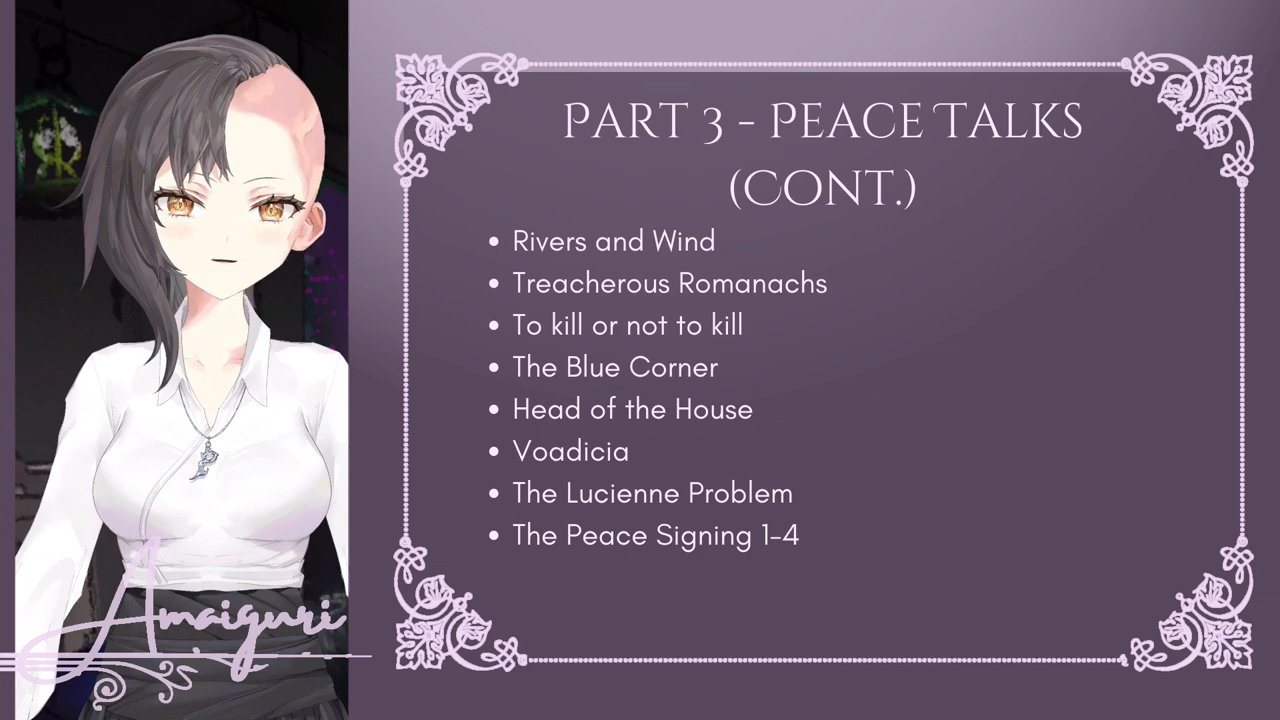 PART 3 - PEACE TALKS
(CONT.)
• Rivers and Wind
• Treacherous Romanachs
• To kill or not to kill
• The Blue Corner
• Head of the House
• Voadicia
• The Lucienne Problem
• The Peace Signing 1-4
Amaiguri